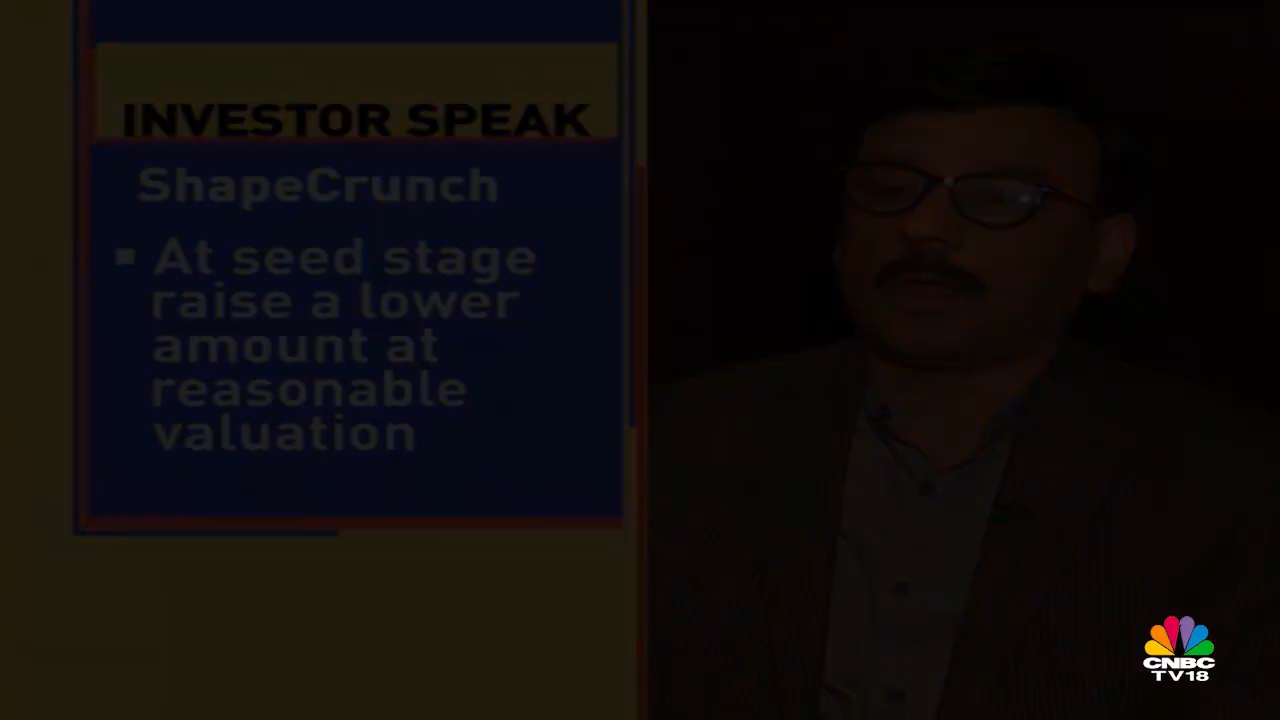 INVESTOR SPEAK
ShapeCrunch
▪ At seed stage
raise a lower
amount at
reasonable
valuation
CNBC
TV18